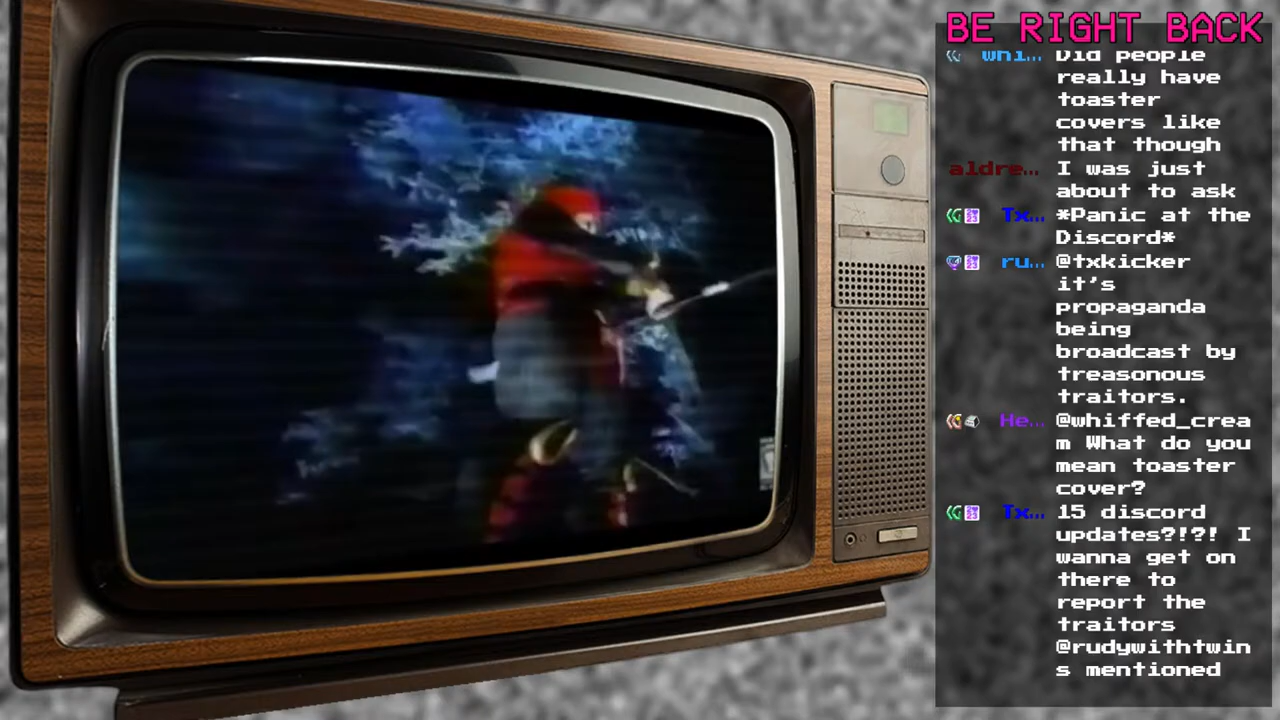 BE RIGHT BACK
whi... Did people
really have
toaster
covers like
that though
aldre... I was just
about to ask
Tx... *Panic at the
Discord*
ru... @txkicker
it's
propaganda
being
broadcast by
treasonous
traitors.
He... @whiffed_crea
m What do you
mean toaster
cover?
Tx... 15 discord
updates?!?! I
wanna get on
there to
report the
traitors
@rudywithtwin
s mentioned